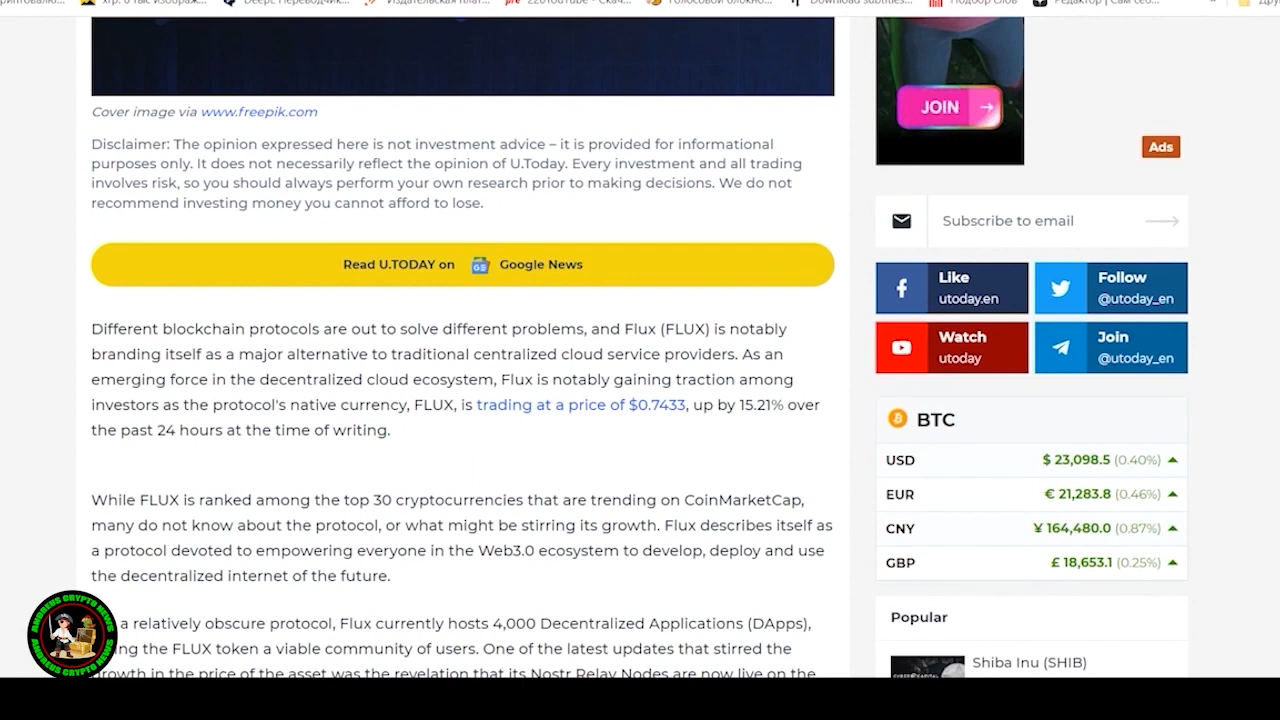 Cover image via www.freepik.com
Disclaimer: The opinion expressed here is not investment advice – it is provided for informational
purposes only. It does not necessarily reflect the opinion of U.Today. Every investment and all trading
involves risk, so you should always perform your own research prior to making decisions. We do not
recommend investing money you cannot afford to lose.
Read U.TODAY on Google News
Different blockchain protocols are out to solve different problems, and Flux (FLUX) is notably
branding itself as a major alternative to traditional centralized cloud service providers. As an
emerging force in the decentralized cloud ecosystem, Flux is notably gaining traction among
investors as the protocol's native currency, FLUX, is trading at a price of $0.7433, up by 15.21% over
the past 24 hours at the time of writing.
While FLUX is ranked among the top 30 cryptocurrencies that are trending on CoinMarketCap,
many do not know about the protocol, or what might be stirring its growth. Flux describes itself as
a protocol devoted to empowering everyone in the Web3.0 ecosystem to develop, deploy and use
the decentralized internet of the future.
a relatively obscure protocol, Flux currently hosts 4,000 Decentralized Applications (DApps),
the FLUX token a viable community of users. One of the latest updates that stirred the
growth in the price of the asset was the revelation that its Nostr Relay Nodes are now live on the
JOIN
Ads
Subscribe to email
Like
utoday.en
Follow
@utoday_en
Watch
utoday
Join
@utoday_en
BTC
USD $ 23,098.5 (0.40%)
EUR € 21,283.8 (0.46%)
CNY ¥ 164,480.0 (0.87%)
GBP £ 18,653.1 (0.25%)
Popular
Shiba Inu (SHIB)
ANDREUS CRYPTO NEWS
ANDREUS CRYPTO NEWS